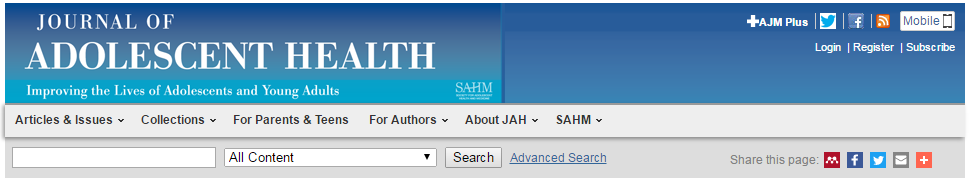 JOURNAL OF
ADOLESCENT HEALTH
Improving the Lives of Adolescents and Young Adults
SAHM
AJM Plus
Mobile
Login | Register | Subscribe
Articles & Issues Collections For Parents & Teens For Authors About JAH SAHM
All Content Search Advanced Search Share this page: